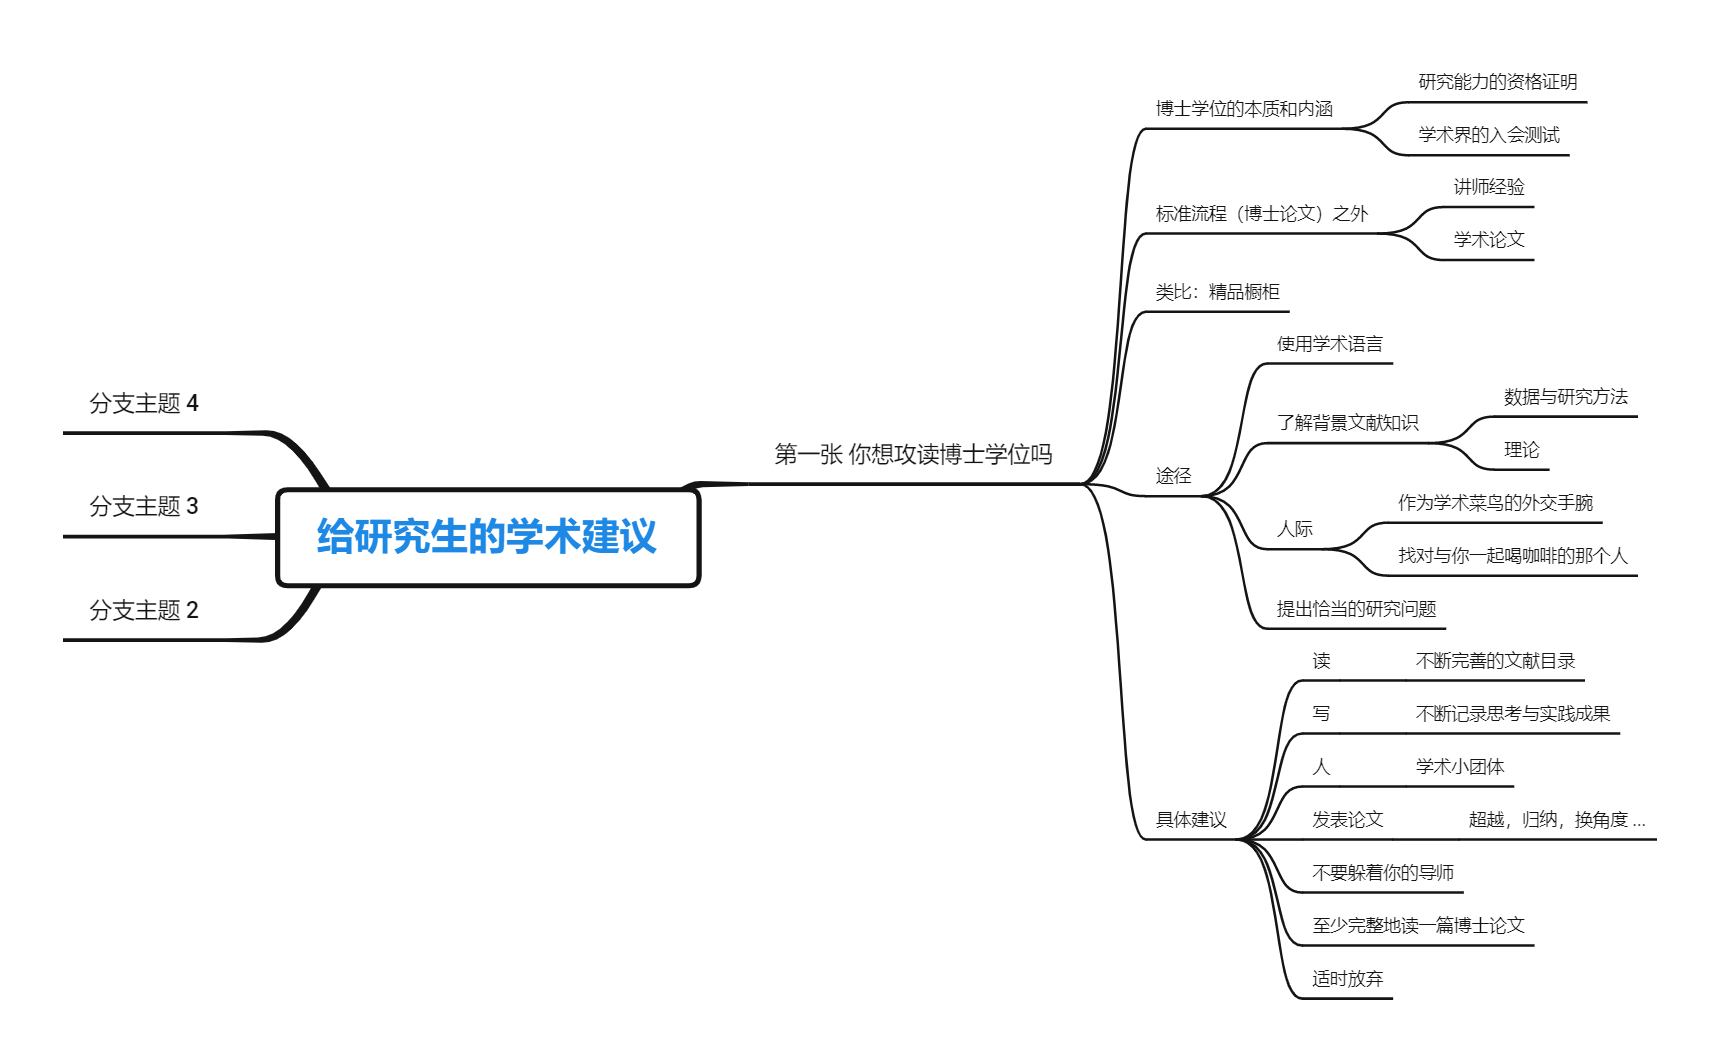 给研究生的学术建议
第一张 你想攻读博士学位吗
博士学位的本质和内涵
研究能力的资格证明
学术界的入会测试
标准流程（博士论文）之外
讲师经验
学术论文
类比：精品橱柜
途径
使用学术语言
了解背景文献知识
数据与研究方法
理论
人际
作为学术菜鸟的外交手腕
找对与你一起喝咖啡的那个人
提出恰当的研究问题
具体建议
读
不断完善的文献目录
写
不断记录思考与实践成果
人
学术小团体
发表论文
超越，归纳，换角度 ...
不要躲着你的导师
至少完整地读一篇博士论文
适时放弃
分支主题 4
分支主题 3
分支主题 2